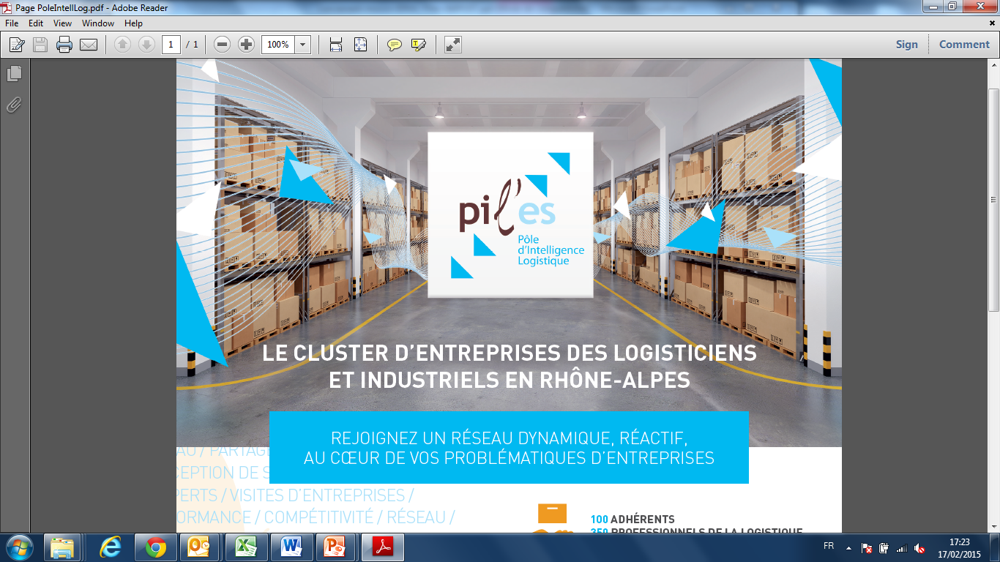 Page PoleIntellLog.pdf - Adobe Reader
File Edit View Window Help
1 / 1 100% Sign Comment
pil'es
Pôle
d'Intelligence
Logistique
LE CLUSTER D'ENTREPRISES DES LOGISTICIENS
ET INDUSTRIELS EN RHÔNE-ALPES
REJOIGNEZ UN RÉSEAU DYNAMIQUE, RÉACTIF,
AU CŒUR DE VOS PROBLÉMATIQUES D'ENTREPRISES
AU / PARTAGE
CEPTION DE S
PERTS / VISITES D'ENTREPRISES /
ORMANCE / COMPÉTITIVITÉ / RÉSEAU /
100 ADHÉRENTS
350 PROFESSIONNELS DE LA LOGISTIQUE
FR 17:23
17/02/2015